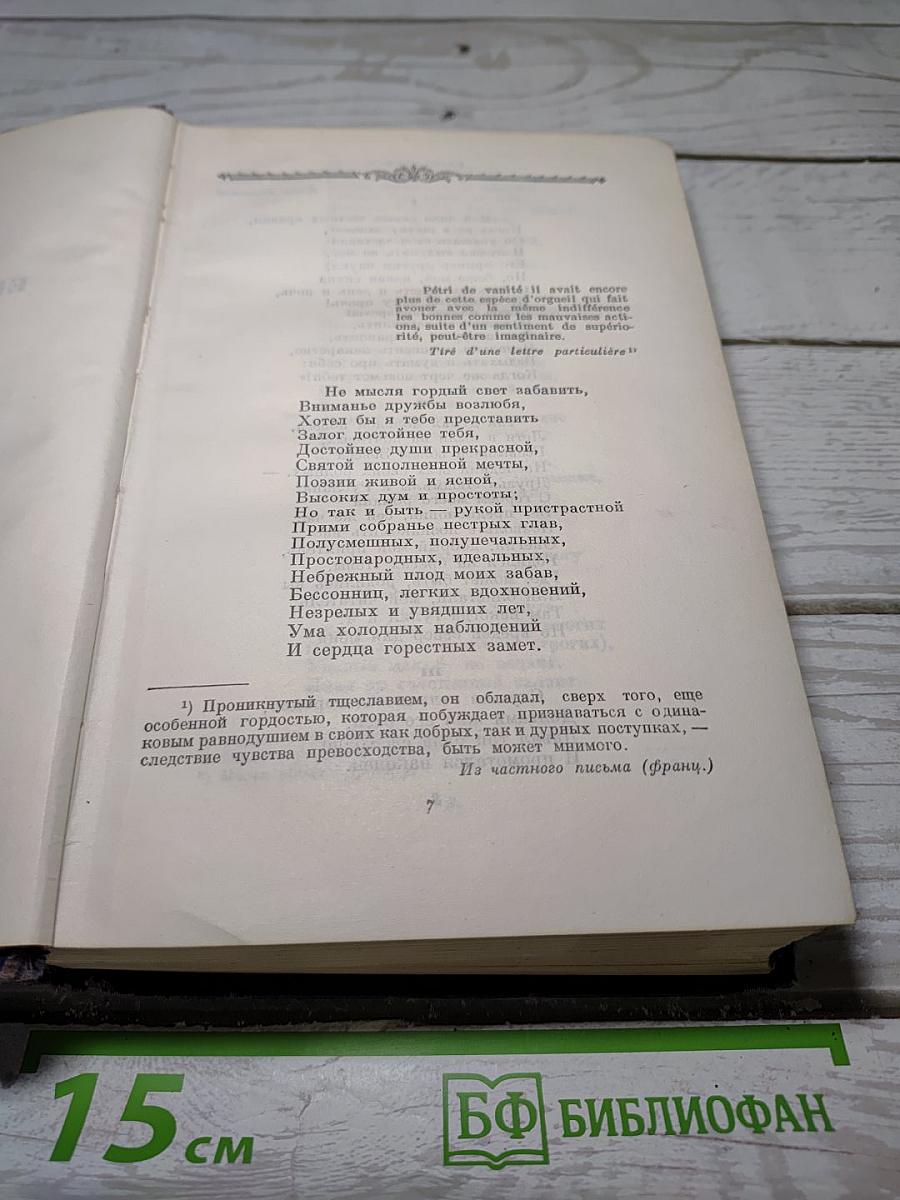 Pétri de vanité il avait encore
plus de cette espèce d'orgueil qui fait
avouer avec la même indifférence
les bonnes comme les mauvaises acti-
ons, suite d'un sentiment de supério-
rité, peut-être imaginaire.
Tiré d'une lettre particulière¹⁾
Не мысля гордый свет забавить,
Вниманье дружбы возлюбя,
Хотел бы я тебе представить
Залог достойнее тебя,
Достойнее души прекрасной,
Святой исполненной мечты,
Поэзии живой и ясной,
Высоких дум и простоты;
Но так и быть — рукой пристрастной
Прими собранье пестрых глав,
Полусмешных, полупечальных,
Простонародных, идеальных,
Небрежный плод моих забав,
Бессонниц, легких вдохновений,
Незрелых и увядших лет,
Ума холодных наблюдений
И сердца горестных замет.
¹) Проникнутый тщеславием, он обладал, сверх того, еще
особенной гордостью, которая побуждает признаваться с одина-
ковым равнодушием в своих как добрых, так и дурных поступках, —
следствие чувства превосходства, быть может мнимого.
Из частного письма (франц.)
7
15 см
БФ БИБЛИОФАН